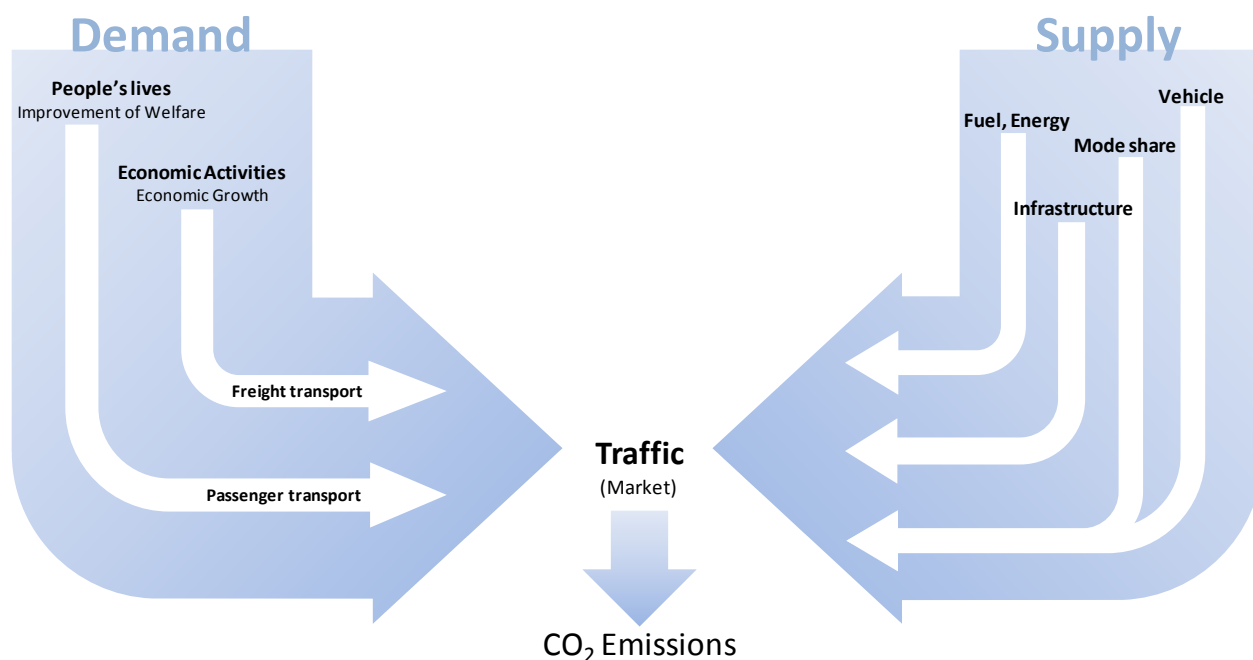 Demand
People's lives
Improvement of Welfare
Economic Activities
Economic Growth
Freight transport
Passenger transport
Supply
Vehicle
Fuel, Energy
Mode share
Infrastructure
Traffic
(Market)
CO₂ Emissions